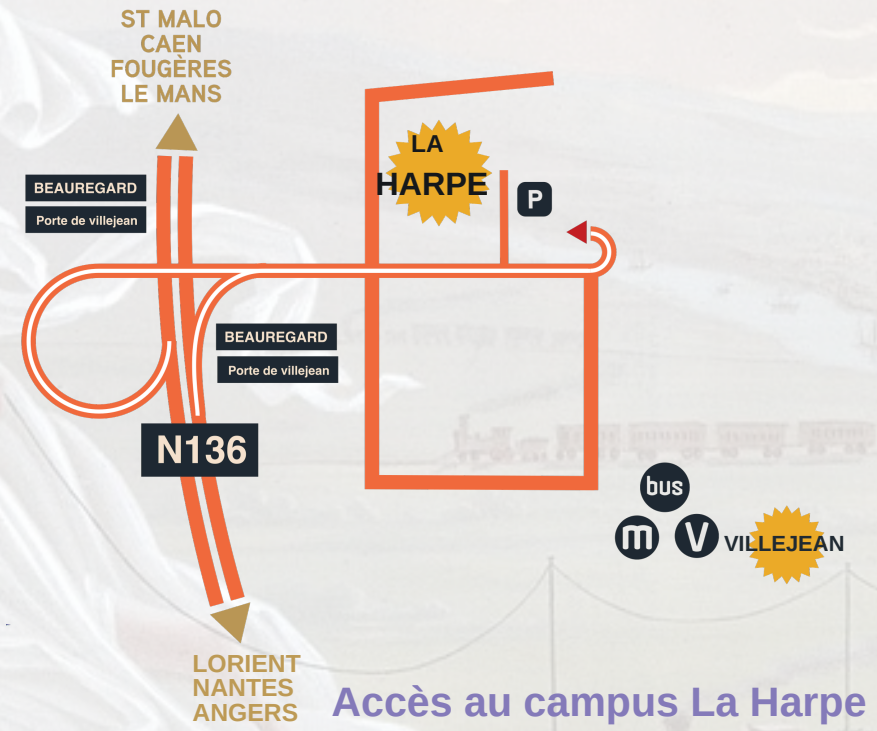 ST MALO
CAEN
FOUGÈRES
LE MANS
BEAUREGARD
Porte de villejean
LA
HARPE
P
BEAUREGARD
Porte de villejean
N136
bus
m V VILLEJEAN
LORIENT
NANTES
ANGERS
Accès au campus La Harpe